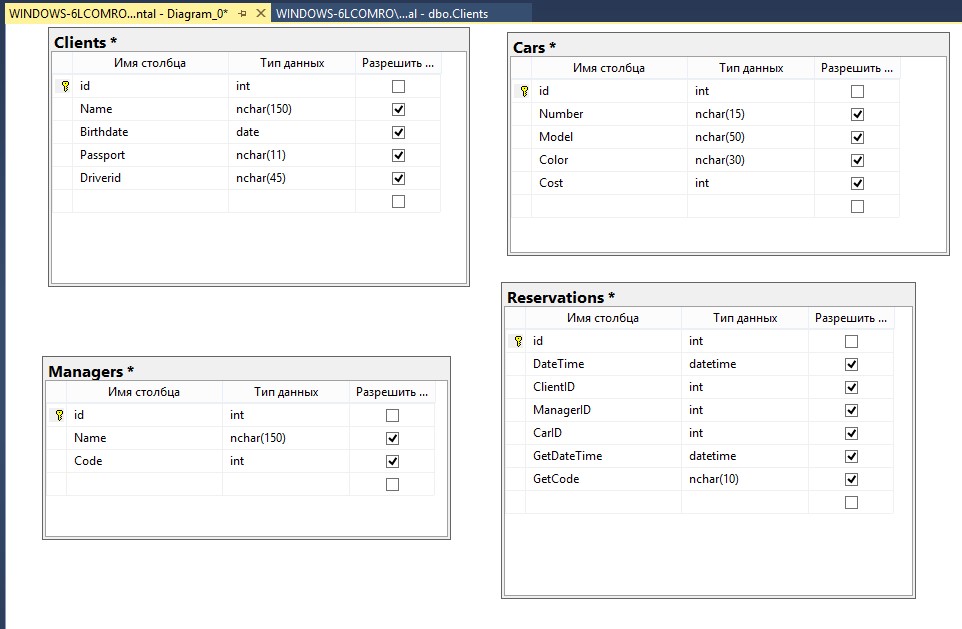 WINDOWS-6LCOMRO...ntal - Diagram_0* WINDOWS-6LCOMRO\...al - dbo.Clients
Clients *
Имя столбца Тип данных Разрешить ...
id int
Name nchar(150)
Birthdate date
Passport nchar(11)
Driverid nchar(45)
Cars *
Имя столбца Тип данных Разрешить ...
id int
Number nchar(15)
Model nchar(50)
Color nchar(30)
Cost int
Managers *
Имя столбца Тип данных Разрешить ...
id int
Name nchar(150)
Code int
Reservations *
Имя столбца Тип данных Разрешить ...
id int
DateTime datetime
ClientID int
ManagerID int
CarID int
GetDateTime datetime
GetCode nchar(10)